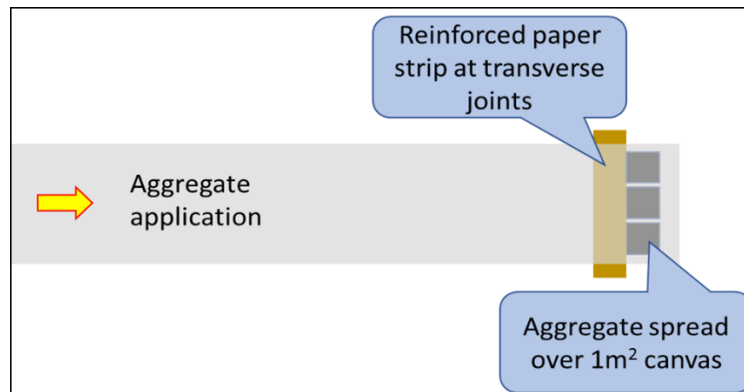 Reinforced paper
strip at transverse
joints
Aggregate
application
Aggregate spread
over 1m² canvas